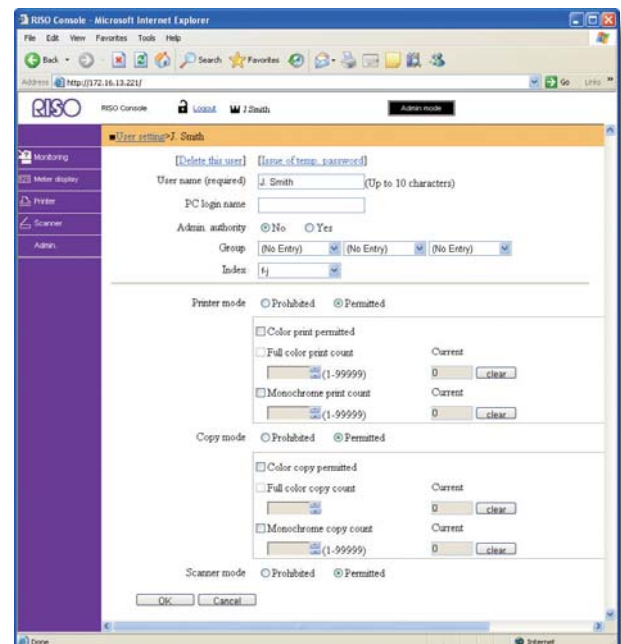 RISO Console - Microsoft Internet Explorer
File Edit View Favorites Tools Help
Back Search Favorites
Address http://172.16.13.221/ Go Links »
RISO RISO Console Logout J.Smith Admin mode
■User setting>J. Smith
Monitoring
Meter display
Printer
Scanner
Admin.
[Delete this user] [Issue of temp. password]
User name (required) J. Smith (Up to 10 characters)
PC login name
Admin. authority No Yes
Group (No Entry) (No Entry) (No Entry)
Index f-j
Printer mode Prohibited Permitted
Color print permitted
Full color print count Current
(1-99999) 0 clear
Monochrome print count Current
(1-99999) 0 clear
Copy mode Prohibited Permitted
Color copy permitted
Full color copy count Current
0 clear
Monochrome copy count Current
(1-99999) 0 clear
Scanner mode Prohibited Permitted
OK Cancel
Done Internet